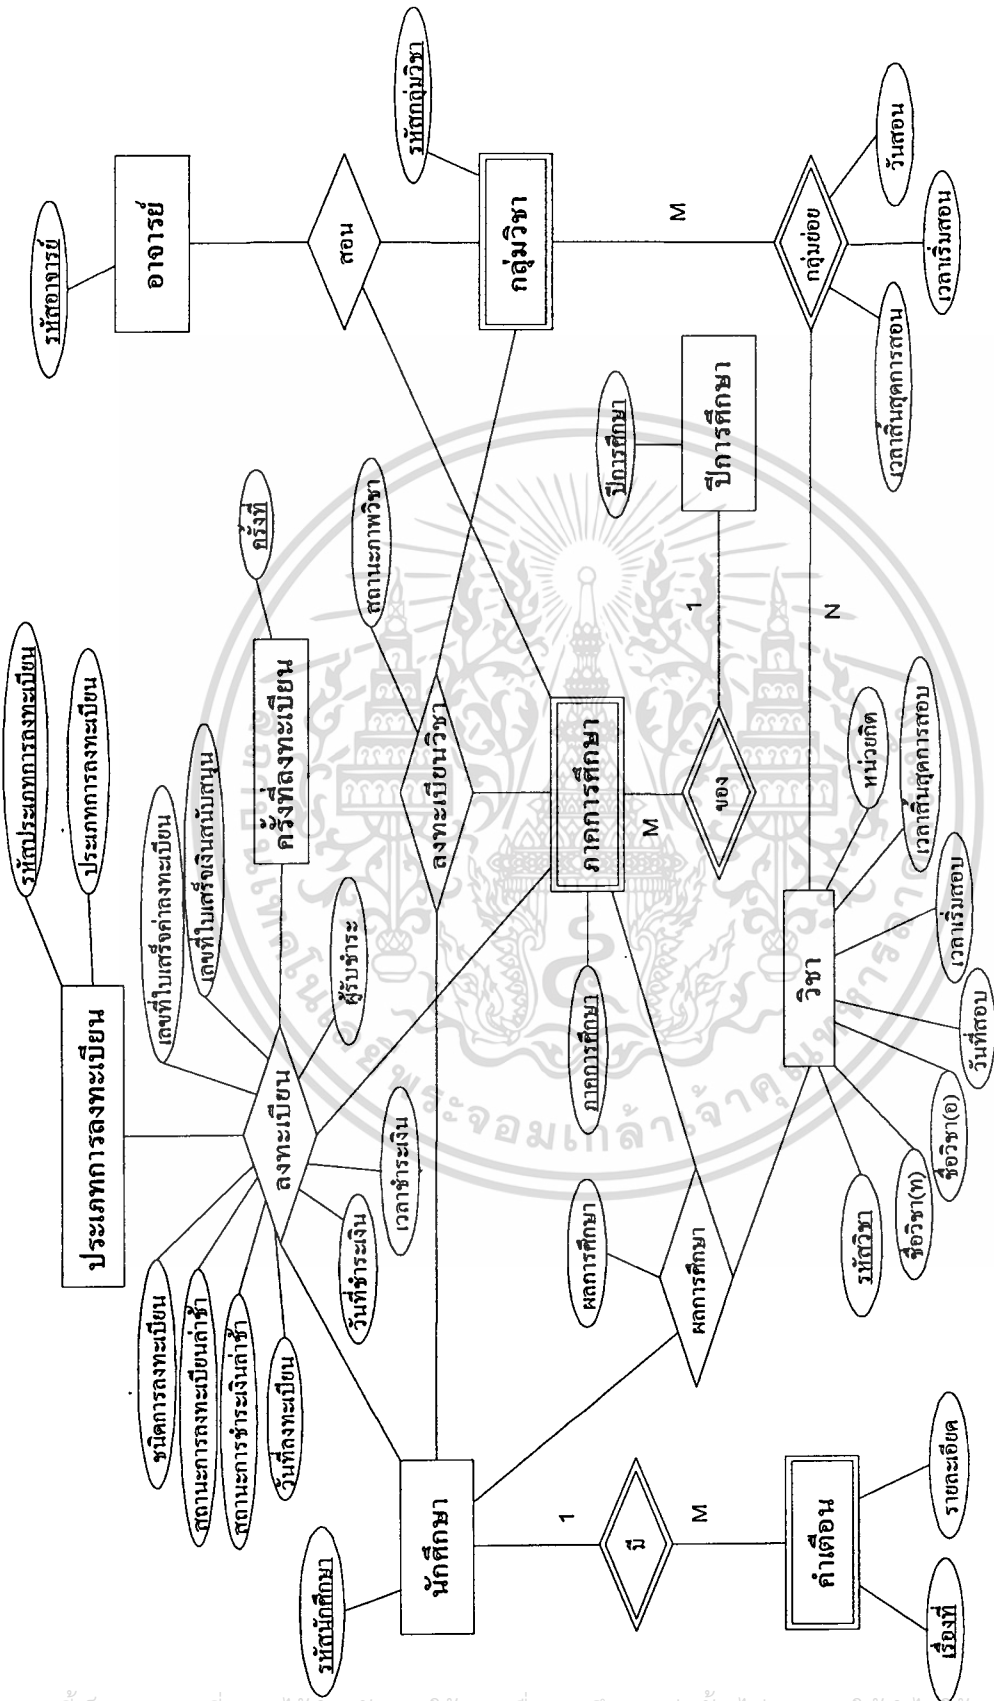 รหัสประเภทการลงทะเบียน
ประเภทการลงทะเบียน
ประเภทการลงทะเบียน
รหัสอาจารย์
อาจารย์
ชนิดการลงทะเบียน
สถานะการลงทะเบียนล่าช้า
สถานะการชำระเงินล่าช้า
วันที่ลงทะเบียน
เลขที่ใบเสร็จค่าลงทะเบียน
เลขที่ใบเสร็จเงินสนับสนุน
ลงทะเบียน
ครั้งที่ลงทะเบียน
ครั้งที่
ผู้รับชำระ
วันที่ชำระเงิน
เวลาชำระเงิน
สถานะภาพวิชา
สอน
รหัสกลุ่มวิชา
รหัสนักศึกษา
นักศึกษา
ลงทะเบียนวิชา
กลุ่มวิชา
ผลการศึกษา
ภาคการศึกษา
ภาคการศึกษา
ปีการศึกษา
1
M
M
มี
ผลการศึกษา
M
ของ
1
ปีการศึกษา
คำเตือน
เรื่องที่
รายละเอียด
วิชา
N
กลุ่มย่อย
วันสอน
เวลาเริ่มสอน
เวลาสิ้นสุดการสอน
รหัสวิชา
ชื่อวิชา(ท)
ชื่อวิชา(อ)
วันที่สอบ
เวลาเริ่มสอบ
เวลาสิ้นสุดการสอบ
หน่วยกิต